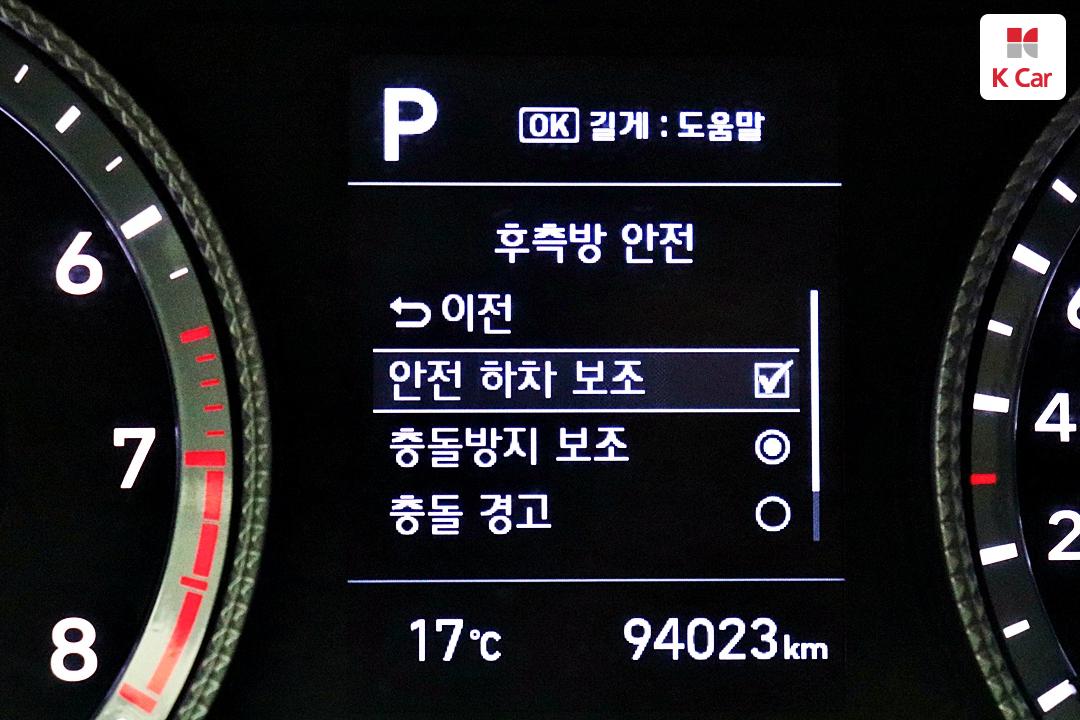 K Car
P
OK 길게 : 도움말
후측방 안전
이전
안전 하차 보조
충돌방지 보조
충돌 경고
17℃ 94023km
6
7
8
4
2